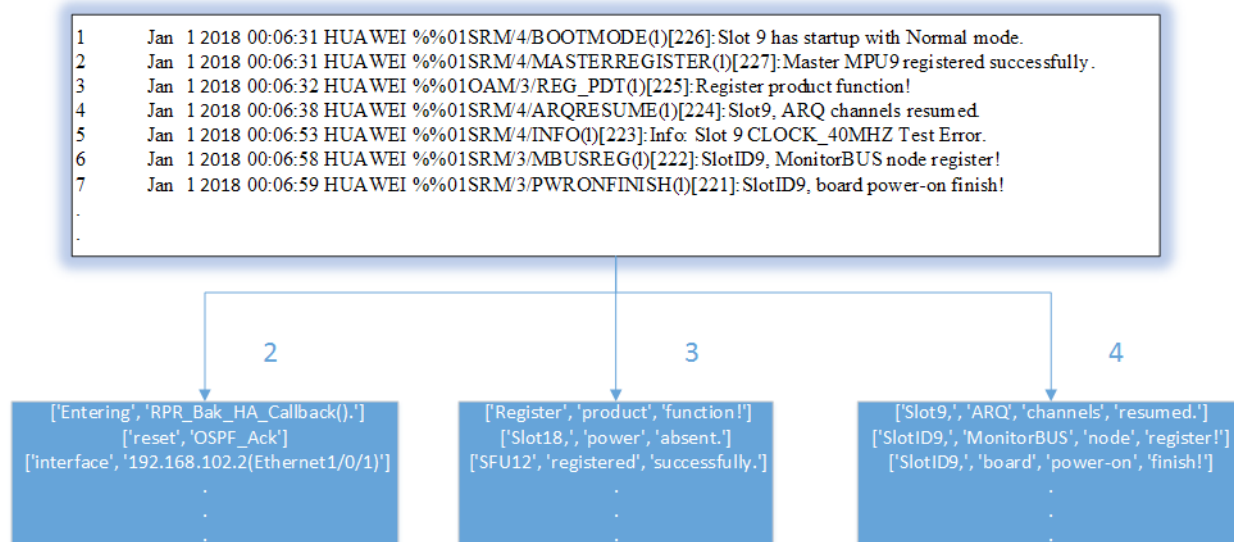 1 Jan 1 2018 00:06:31 HUAWEI %%01SRM/4/BOOTMODE(l)[226]:Slot 9 has startup with Normal mode.
2 Jan 1 2018 00:06:31 HUAWEI %%01SRM/4/MASTERREGISTER(l)[227]:Master MPU9 registered successfully.
3 Jan 1 2018 00:06:32 HUAWEI %%01OAM/3/REG_PDT(l)[225]:Register product function!
4 Jan 1 2018 00:06:38 HUAWEI %%01SRM/4/ARQRESUME(l)[224]:Slot9, ARQ channels resumed.
5 Jan 1 2018 00:06:53 HUAWEI %%01SRM/4/INFO(l)[223]:Info: Slot 9 CLOCK_40MHZ Test Error.
6 Jan 1 2018 00:06:58 HUAWEI %%01SRM/3/MBUSREG(l)[222]:SlotID9, MonitorBUS node register!
7 Jan 1 2018 00:06:59 HUAWEI %%01SRM/3/PWRONFINISH(l)[221]:SlotID9, board power-on finish!
.
.
2
3
4
['Entering', 'RPR_Bak_HA_Callback().']
['reset', 'OSPF_Ack']
['interface', '192.168.102.2(Ethernet1/0/1)']
.
.
.
['Register', 'product', 'function!']
['Slot18,', 'power', 'absent.']
['SFU12', 'registered', 'successfully.']
.
.
.
['Slot9,', 'ARQ', 'channels', 'resumed.']
['SlotID9,', 'MonitorBUS', 'node', 'register!']
['SlotID9,', 'board', 'power-on', 'finish!']
.
.
.